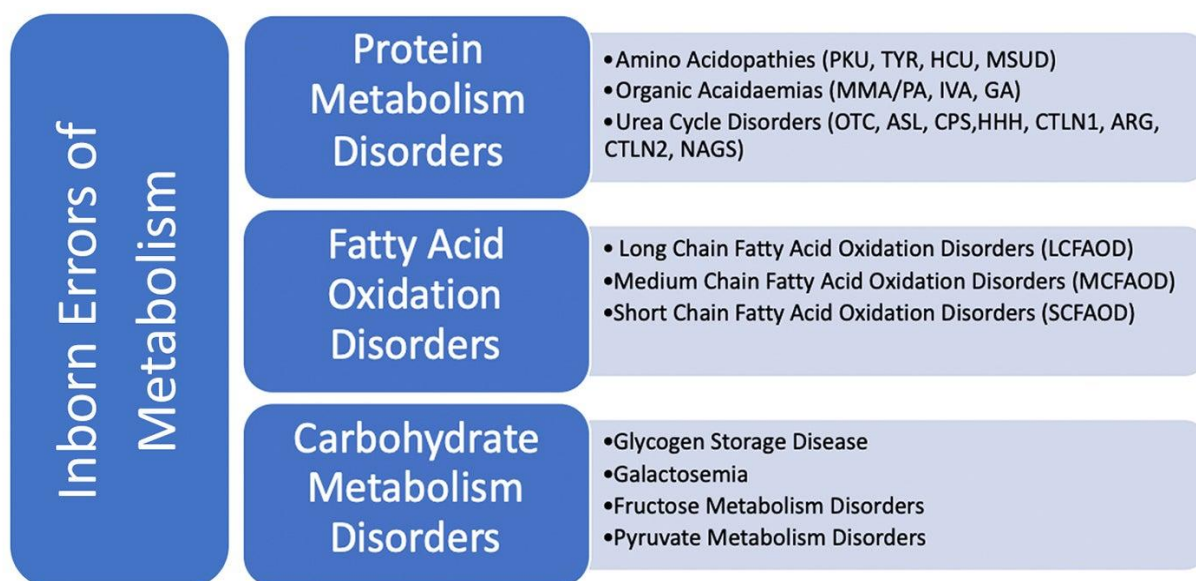 Inborn Errors of
Metabolism
Protein
Metabolism
Disorders
•Amino Acidopathies (PKU, TYR, HCU, MSUD)
•Organic Acaidaemias (MMA/PA, IVA, GA)
•Urea Cycle Disorders (OTC, ASL, CPS,HHH, CTLN1, ARG,
CTLN2, NAGS)
Fatty Acid
Oxidation
Disorders
• Long Chain Fatty Acid Oxidation Disorders (LCFAOD)
•Medium Chain Fatty Acid Oxidation Disorders (MCFAOD)
•Short Chain Fatty Acid Oxidation Disorders (SCFAOD)
Carbohydrate
Metabolism
Disorders
•Glycogen Storage Disease
•Galactosemia
•Fructose Metabolism Disorders
•Pyruvate Metabolism Disorders